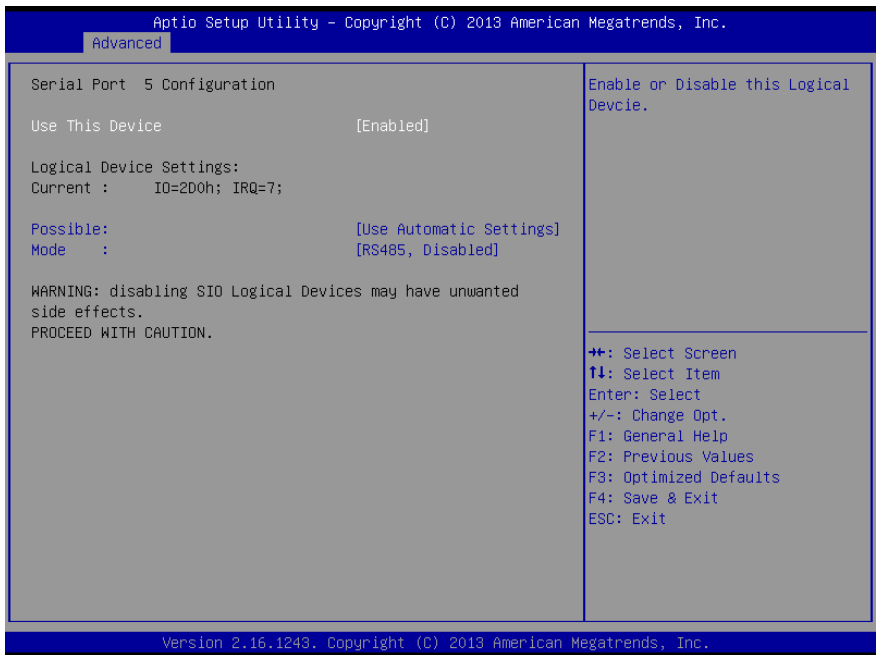 Aptio Setup Utility – Copyright (C) 2013 American Megatrends, Inc.
Advanced
Serial Port  5 Configuration
Use This Device [Enabled]
Logical Device Settings:
Current : IO=2D0h; IRQ=7;
Possible: [Use Automatic Settings]
Mode : [RS485, Disabled]
WARNING: disabling SIO Logical Devices may have unwanted
side effects.
PROCEED WITH CAUTION.
Enable or Disable this Logical
Devcie.
→←: Select Screen
↑↓: Select Item
Enter: Select
+/-: Change Opt.
F1: General Help
F2: Previous Values
F3: Optimized Defaults
F4: Save & Exit
ESC: Exit
Version 2.16.1243. Copyright (C) 2013 American Megatrends, Inc.